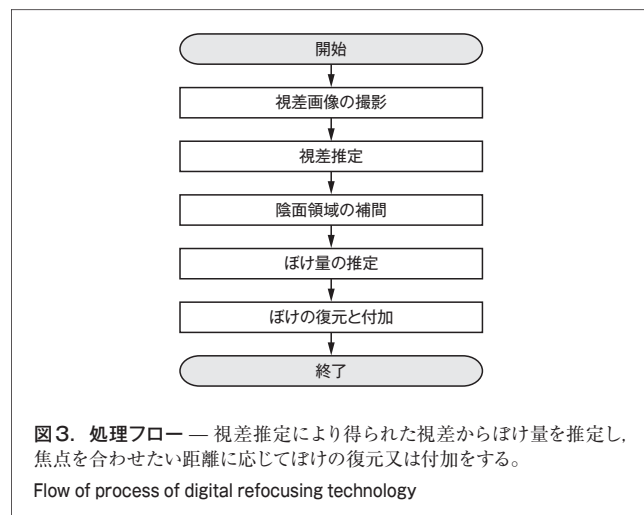 開始
視差画像の撮影
視差推定
陰面領域の補間
ぼけ量の推定
ぼけの復元と付加
終了
図3．処理フロー — 視差推定により得られた視差からぼけ量を推定し，
焦点を合わせたい距離に応じてぼけの復元又は付加をする。
Flow of process of digital refocusing technology